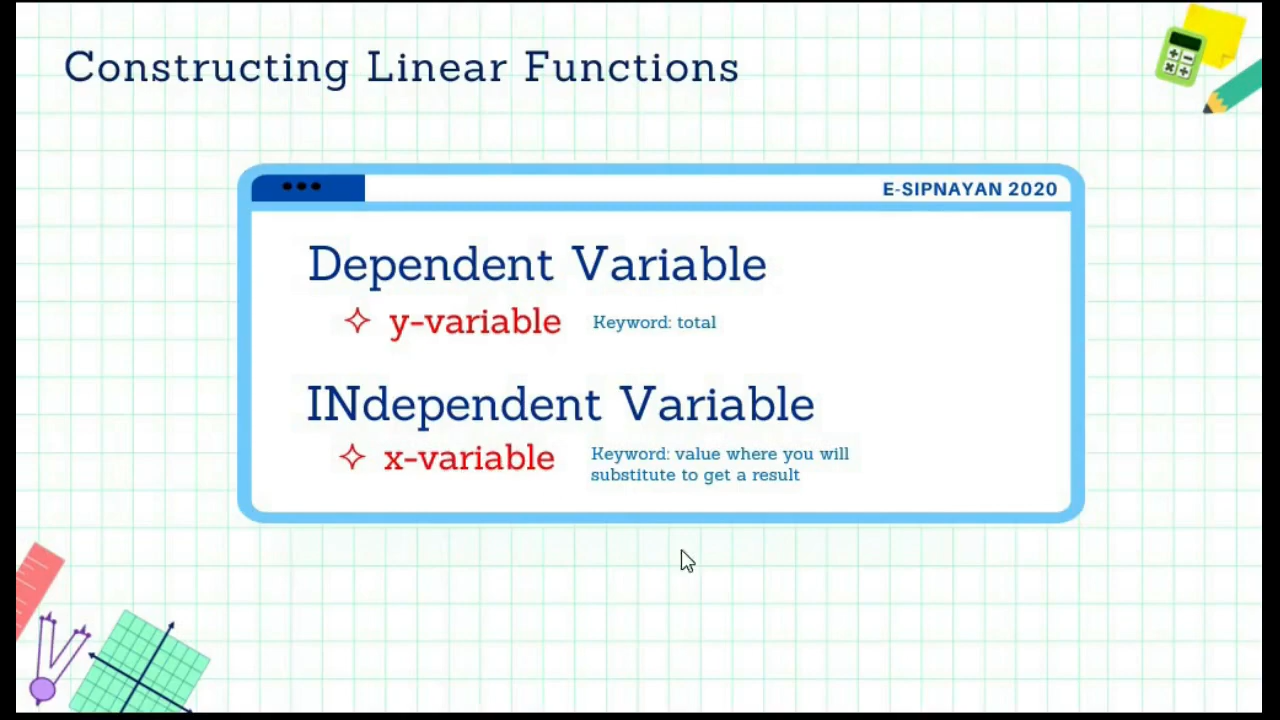 Constructing Linear Functions
E-SIPNAYAN 2020
Dependent Variable
✧ y-variable Keyword: total
INdependent Variable
✧ x-variable Keyword: value where you will
substitute to get a result